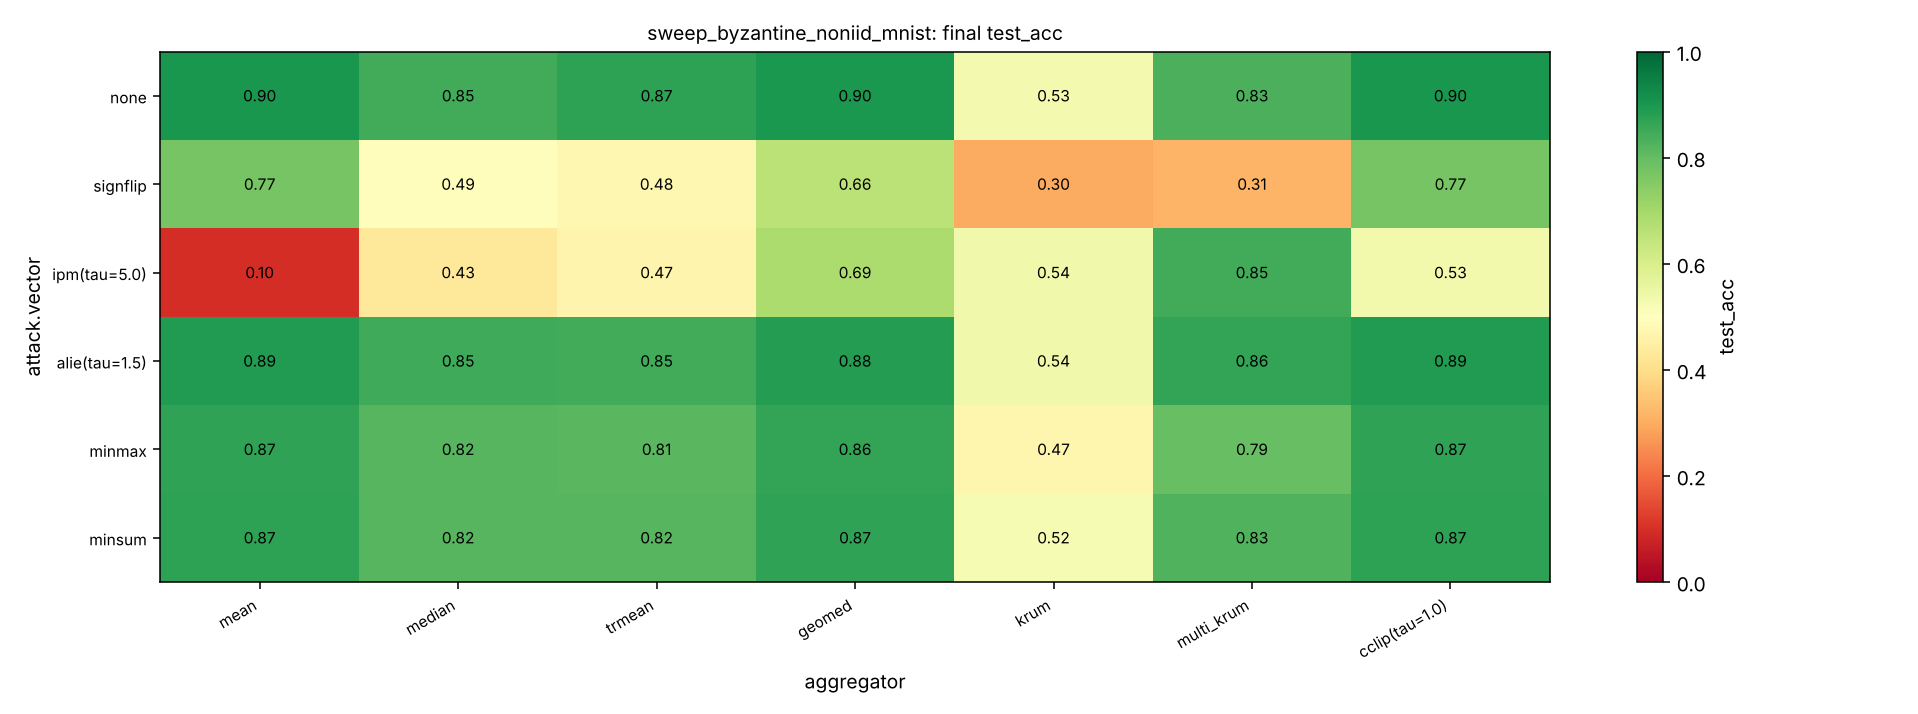 sweep_byzantine_noniid_mnist: final test_acc
none 0.90 0.85 0.87 0.90 0.53 0.83 0.90
signflip 0.77 0.49 0.48 0.66 0.30 0.31 0.77
ipm(tau=5.0) 0.10 0.43 0.47 0.69 0.54 0.85 0.53
alie(tau=1.5) 0.89 0.85 0.85 0.88 0.54 0.86 0.89
minmax 0.87 0.82 0.81 0.86 0.47 0.79 0.87
minsum 0.87 0.82 0.82 0.87 0.52 0.83 0.87
attack.vector
mean median trmean geomed krum multi_krum cclip(tau=1.0)
aggregator
1.0
0.8
0.6
0.4
0.2
0.0
test_acc